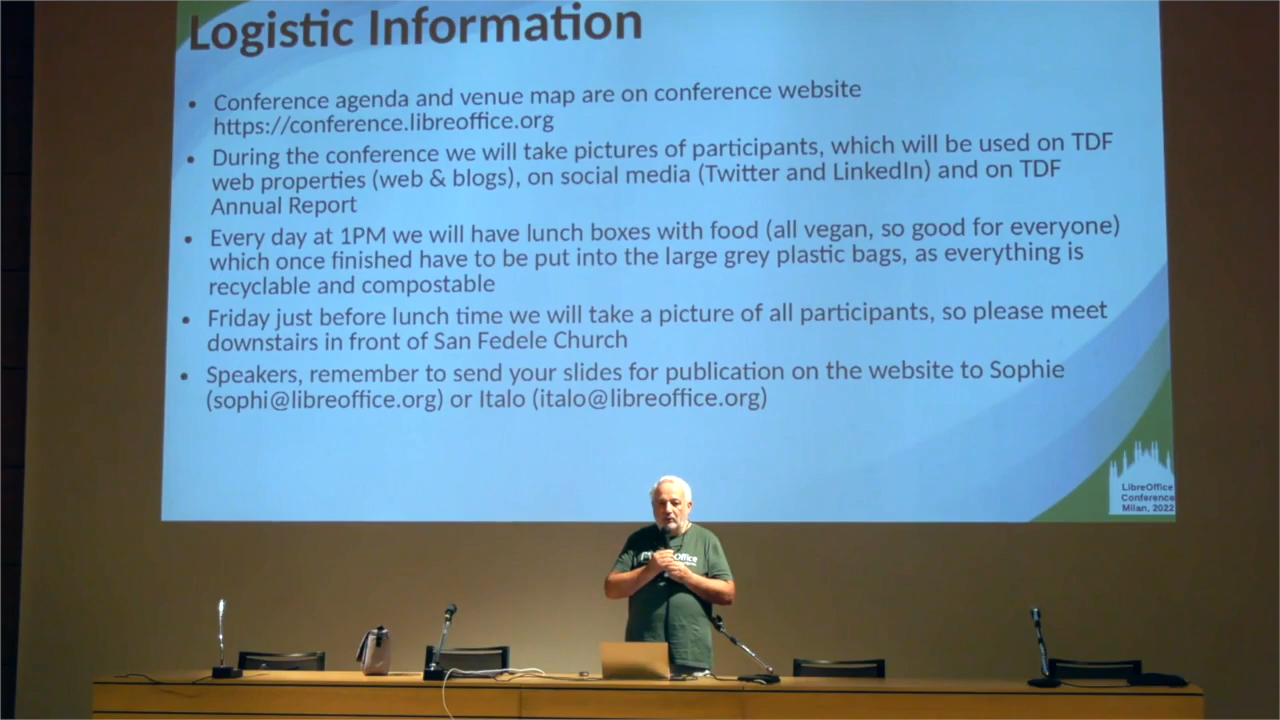 Logistic Information
• Conference agenda and venue map are on conference website
https://conference.libreoffice.org
• During the conference we will take pictures of participants, which will be used on TDF
web properties (web & blogs), on social media (Twitter and LinkedIn) and on TDF
Annual Report
• Every day at 1PM we will have lunch boxes with food (all vegan, so good for everyone)
which once finished have to be put into the large grey plastic bags, as everything is
recyclable and compostable
• Friday just before lunch time we will take a picture of all participants, so please meet
downstairs in front of San Fedele Church
• Speakers, remember to send your slides for publication on the website to Sophie
(sophi@libreoffice.org) or Italo (italo@libreoffice.org)
LibreOffice
Conference
Milan, 2022
Office